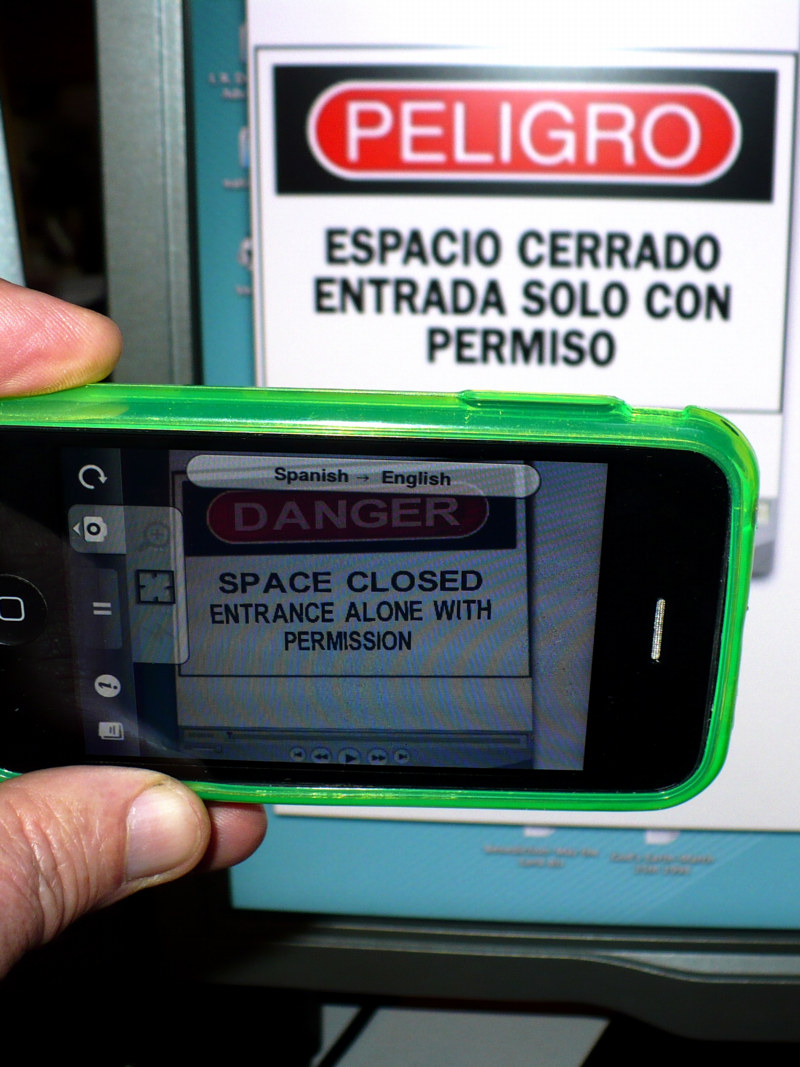 PELIGRO
ESPACIO CERRADO
ENTRADA SOLO CON
PERMISO
Spanish → English
DANGER
SPACE CLOSED
ENTRANCE ALONE WITH
PERMISSION